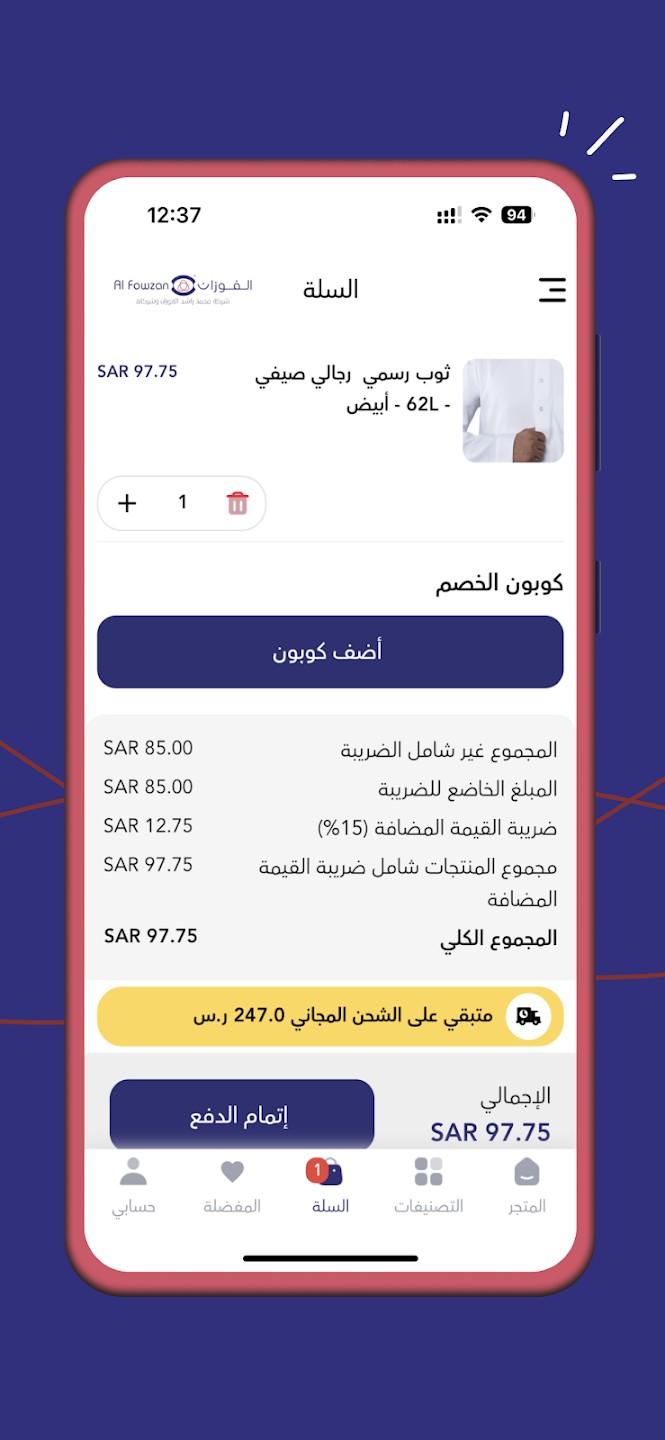 12:37
94
السلة
Al Fowzan الفوزان
شركة محمد راشد الفوزان وشركاه
ثوب رسمي رجالي صيفي
- 62L - أبيض
SAR 97.75
1
كوبون الخصم
أضف كوبون
المجموع غير شامل الضريبة SAR 85.00
المبلغ الخاضع للضريبة SAR 85.00
ضريبة القيمة المضافة (15%) SAR 12.75
مجموع المنتجات شامل ضريبة القيمة SAR 97.75
المضافة
المجموع الكلي SAR 97.75
متبقي على الشحن المجاني 247.0 ر.س
الإجمالي
SAR 97.75
إتمام الدفع
1
المتجر التصنيفات السلة المفضلة حسابي